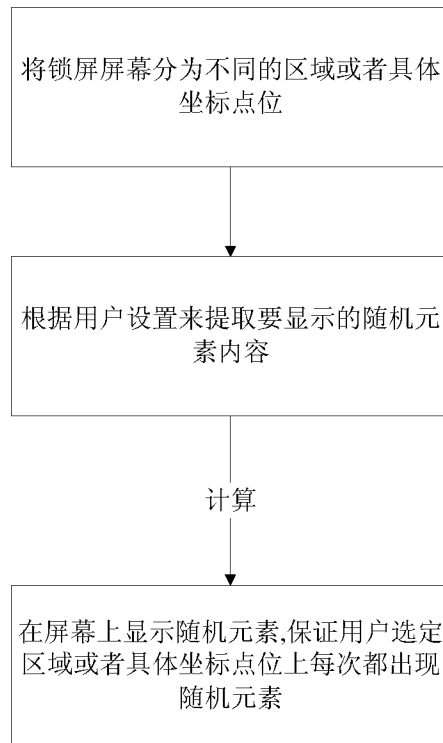 将锁屏屏幕分为不同的区域或者具体
坐标点位
根据用户设置来提取要显示的随机元
素内容
计算
在屏幕上显示随机元素,保证用户选定
区域或者具体坐标点位上每次都出现
随机元素